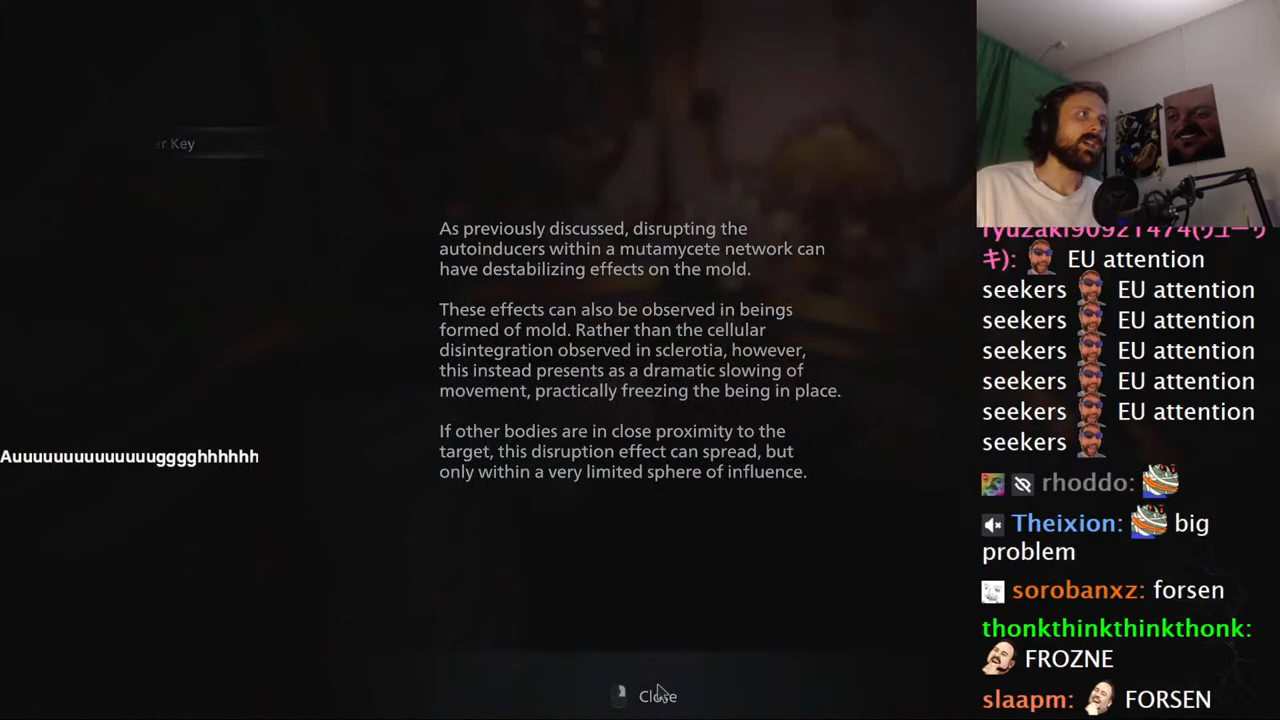 er Key
As previously discussed, disrupting the
autoinducers within a mutamycete network can
have destabilizing effects on the mold.
These effects can also be observed in beings
formed of mold. Rather than the cellular
disintegration observed in sclerotia, however,
this instead presents as a dramatic slowing of
movement, practically freezing the being in place.
If other bodies are in close proximity to the
target, this disruption effect can spread, but
only within a very limited sphere of influence.
Auuuuuuuuuuuuuggggghhhhhh
Close
EU attention
seekers EU attention
seekers EU attention
seekers EU attention
seekers EU attention
seekers EU attention
seekers
rhoddo:
Theixion: big
problem
sorobanxz: forsen
thonkthinkthinkthonk:
FROZNE
slaapm: FORSEN